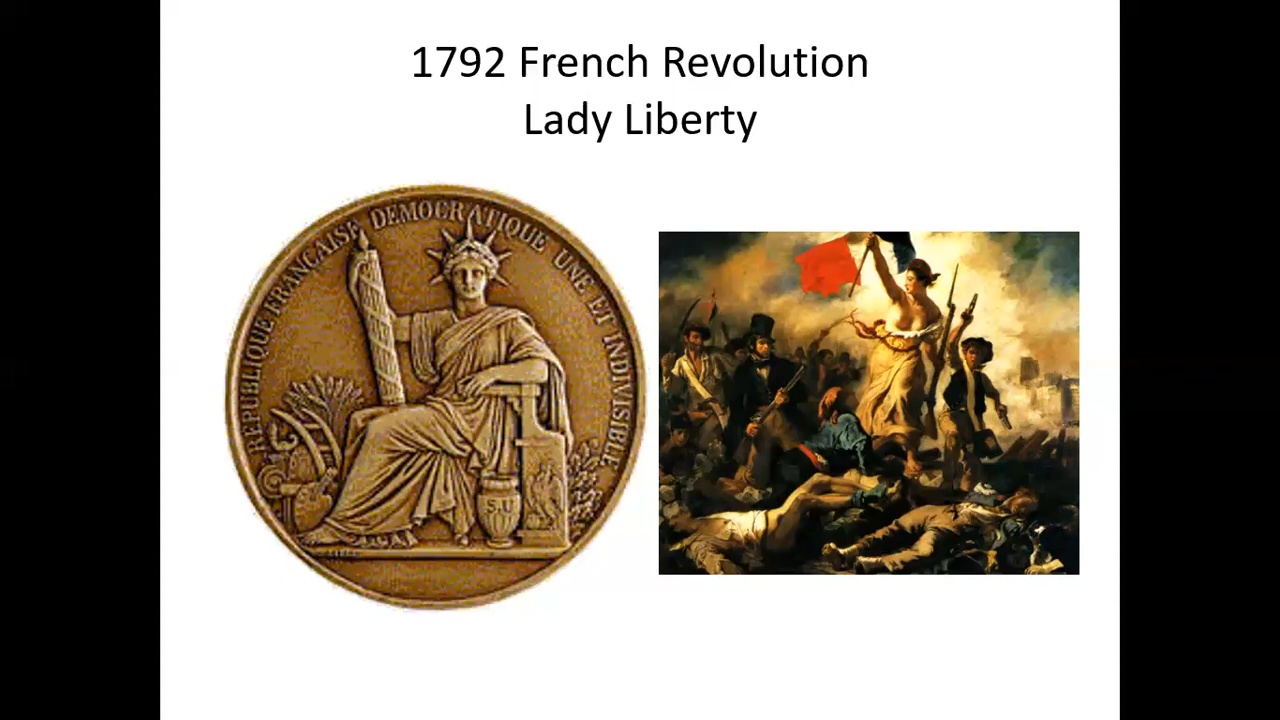 1792 French Revolution
Lady Liberty
REPUBLIQUE FRANCAISE DEMOCRATIQUE UNE ET INDIVISIBLE
S.U